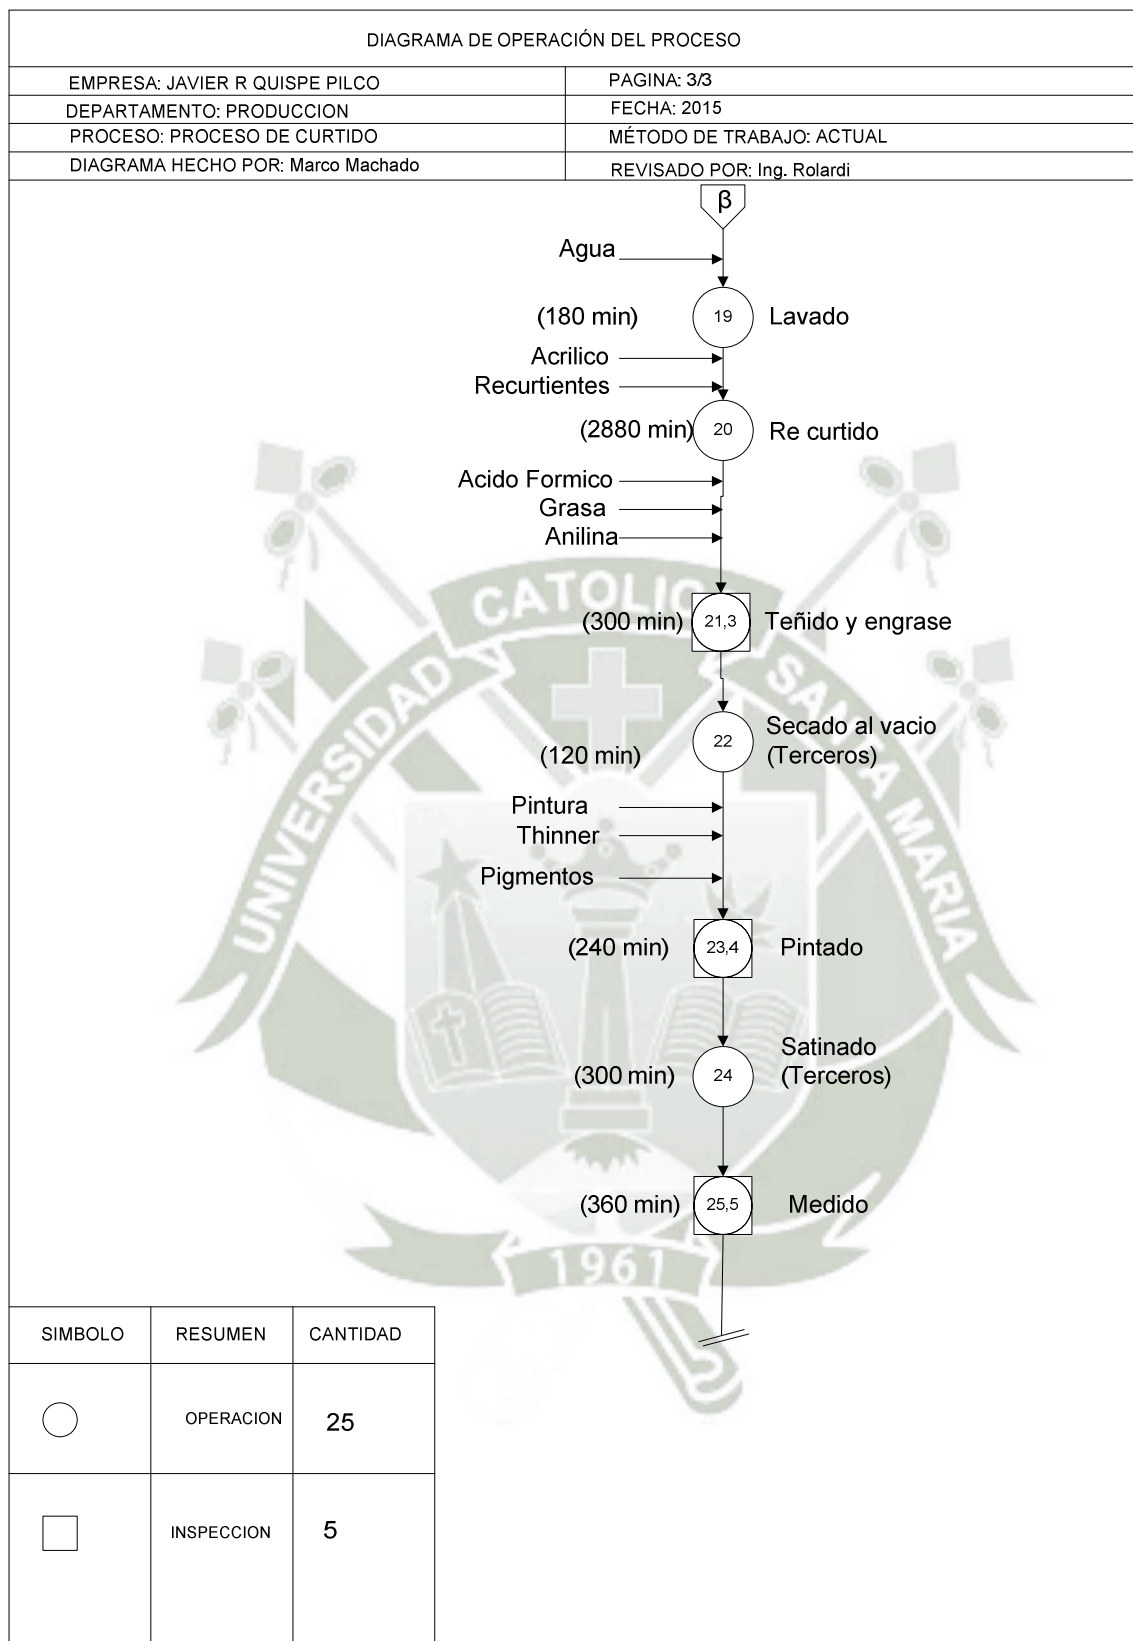 DIAGRAMA DE OPERACIÓN DEL PROCESO
EMPRESA: JAVIER R QUISPE PILCO
PAGINA: 3/3
DEPARTAMENTO: PRODUCCION
FECHA: 2015
PROCESO: PROCESO DE CURTIDO
MÉTODO DE TRABAJO: ACTUAL
DIAGRAMA HECHO POR: Marco Machado
REVISADO POR: Ing. Rolardi
β
Agua
(180 min)
19
Lavado
Acrilico
Recurtientes
(2880 min)
20
Re curtido
Acido Formico
Grasa
Anilina
(300 min)
21,3
Teñido y engrase
(120 min)
22
Secado al vacio
(Terceros)
Pintura
Thinner
Pigmentos
(240 min)
23,4
Pintado
(300 min)
24
Satinado
(Terceros)
(360 min)
25,5
Medido
UNIVERSIDAD CATOLICA SANTA MARIA
1961
SIMBOLO
RESUMEN
CANTIDAD
OPERACION
25
INSPECCION
5